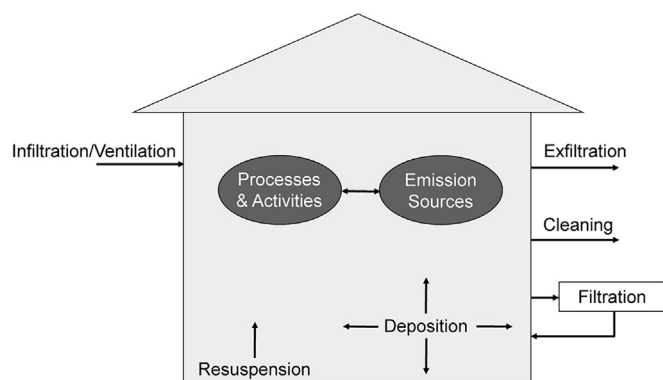 Infiltration/Ventilation
Exfiltration
Processes
& Activities
Emission
Sources
Cleaning
Filtration
Deposition
Resuspension